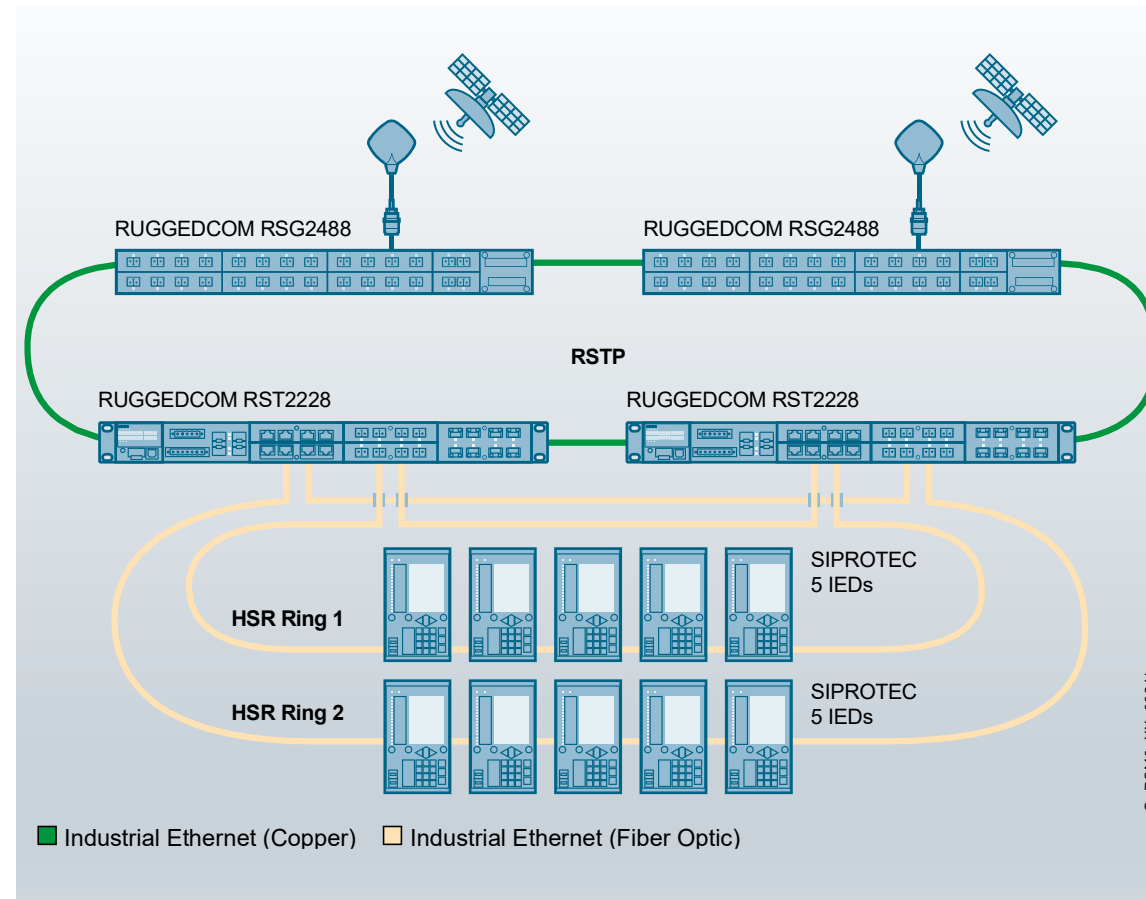 RUGGEDCOM RSG2488
RUGGEDCOM RSG2488
RSTP
RUGGEDCOM RST2228
RUGGEDCOM RST2228
SIPROTEC
5 IEDs
HSR Ring 1
SIPROTEC
5 IEDs
HSR Ring 2
Industrial Ethernet (Copper)
Industrial Ethernet (Fiber Optic)